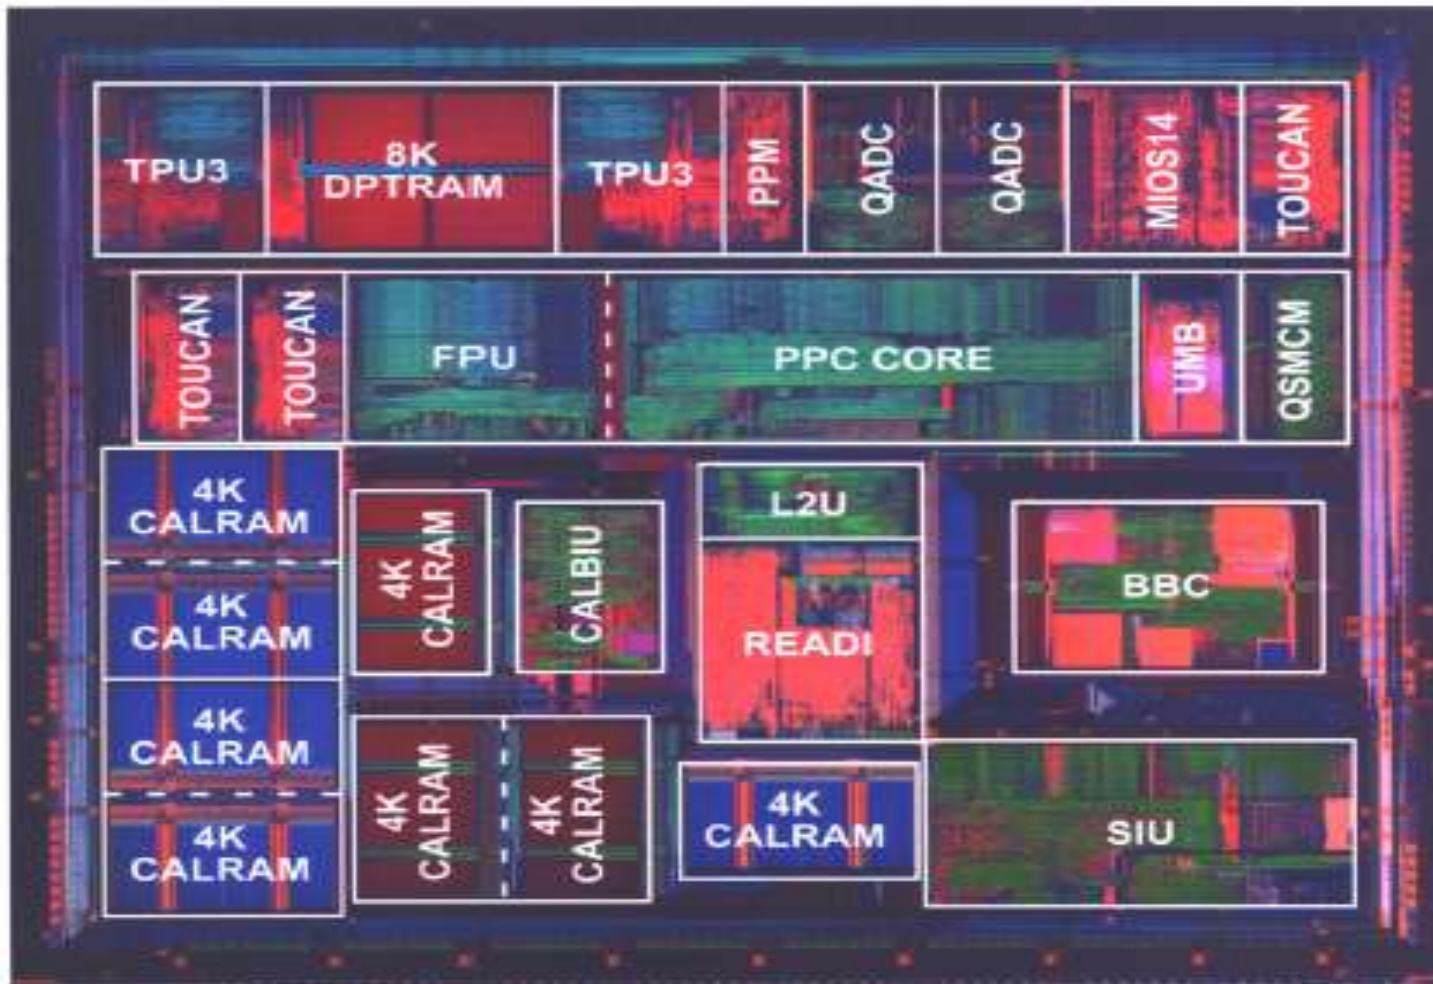 TPU3
8K
DPTRAM
TPU3
PPM
QADC
QADC
MIOS14
TOUCAN
TOUCAN
TOUCAN
FPU
PPC CORE
UMB
QSMCM
4K
CALRAM
4K
CALRAM
4K
CALRAM
4K
CALRAM
4K
CALRAM
CALBIU
L2U
READI
BBC
4K
CALRAM
4K
CALRAM
4K
CALRAM
SIU